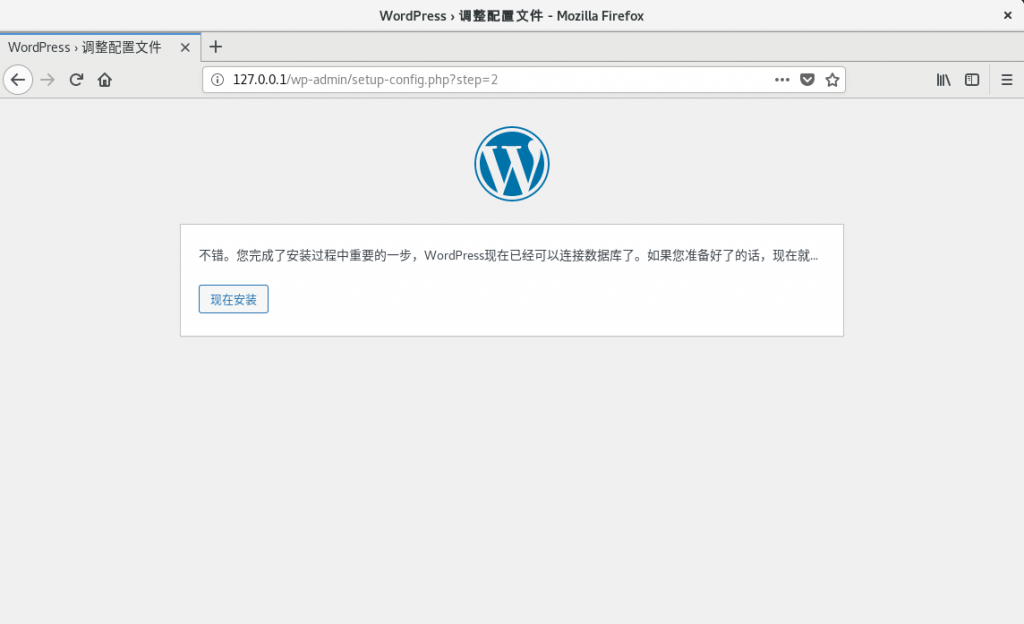 WordPress › 调整配置文件 - Mozilla Firefox
WordPress › 调整配置文件
127.0.0.1/wp-admin/setup-config.php?step=2
不错。您完成了安装过程中重要的一步，WordPress现在已经可以连接数据库了。如果您准备好了的话，现在就…
现在安装